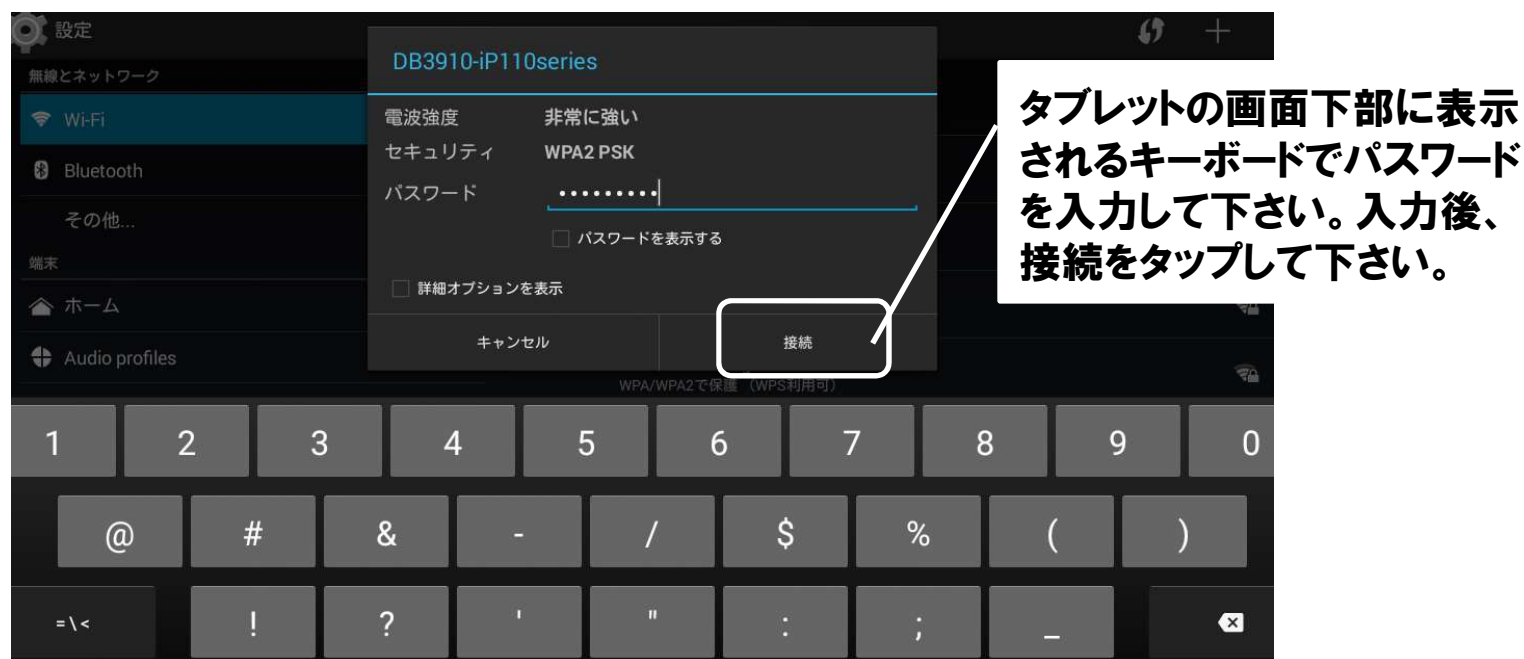 設定
無線とネットワーク
Wi-Fi
Bluetooth
その他...
端末
ホーム
Audio profiles
DB3910-iP110series
電波強度 非常に強い
セキュリティ WPA2 PSK
パスワード •••••••••
パスワードを表示する
詳細オプションを表示
キャンセル 接続
WPA/WPA2で保護 (WPS利用可)
タブレットの画面下部に表示
されるキーボードでパスワード
を入力して下さい。入力後、
接続をタップして下さい。
1 2 3 4 5 6 7 8 9 0
@ # & - / $ % ( )
=\< ! ? ' " : ; _